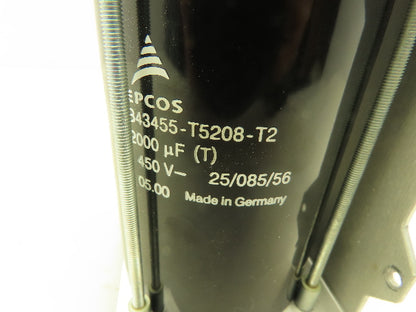 EPCOS
B43455-T5208-T2
2000 µF (T)
450 V– 25/085/56
05.00 Made in Germany